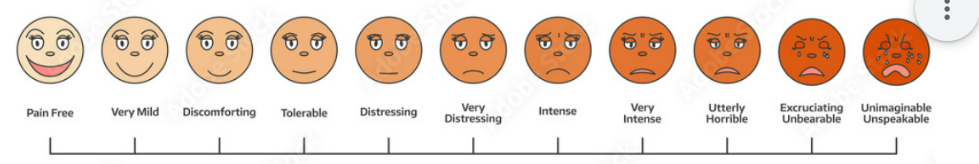 Pain Free
Very Mild
Discomforting
Tolerable
Distressing
Very
Distressing
Intense
Very
Intense
Utterly
Horrible
Excruciating
Unbearable
Unimaginable
Unspeakable